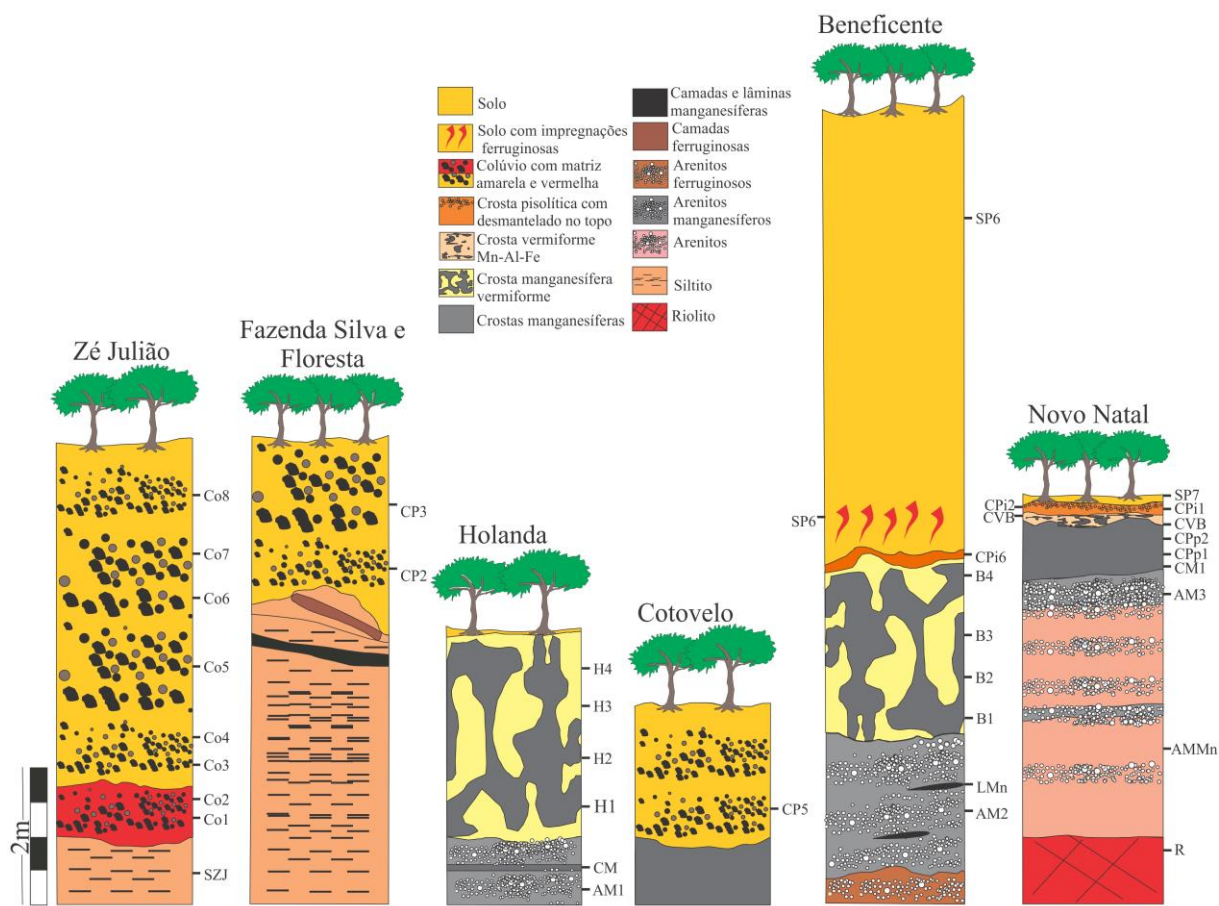 Beneficente
Solo
Solo com impregnações
ferruginosas
Colúvio com matriz
amarela e vermelha
Crosta pisolítica com
desmantelado no topo
Crosta vermiforme
Mn-Al-Fe
Crosta manganesífera
vermiforme
Crostas manganesíferas
Camadas e lâminas
manganesíferas
Camadas
ferruginosas
Arenitos
ferruginosos
Arenitos
manganesíferos
Arenitos
Siltito
Riolito
Zé Julião
Co8
Co7
Co6
Co5
Co4
Co3
Co2
Co1
SZJ
2m
Fazenda Silva e
Floresta
CP3
CP2
Holanda
H4
H3
H2
H1
CM
AM1
Cotovelo
CP5
SP6
SP6
CPi6
B4
B3
B2
B1
LMn
AM2
Novo Natal
CPi2
CVB
SP7
CPi1
CVB
CPp2
CPp1
CM1
AM3
AMMn
R